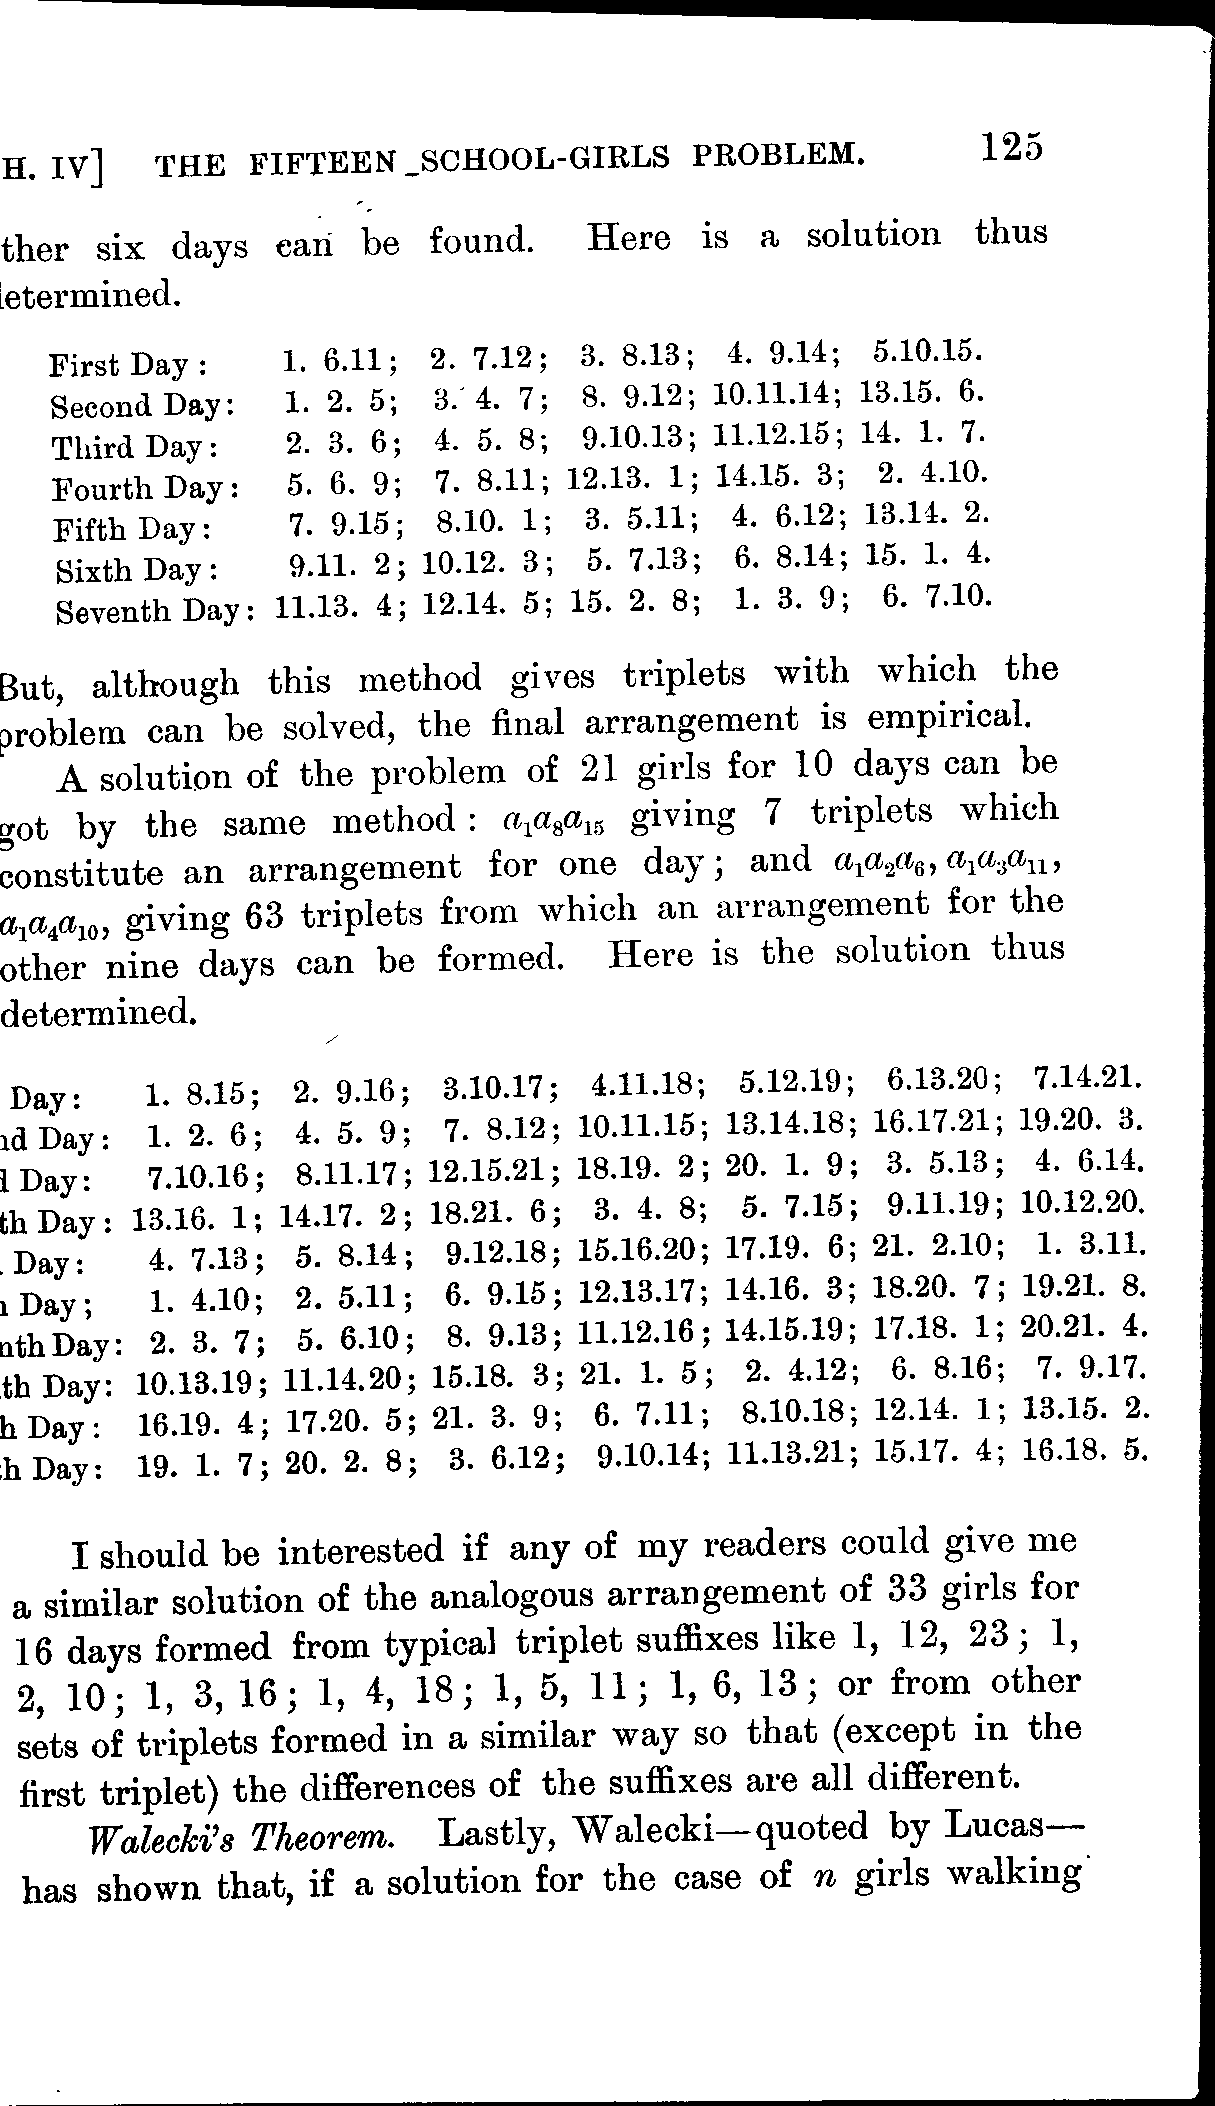 H. IV] THE FIFTEEN SCHOOL-GIRLS PROBLEM. 125
ther six days can be found. Here is a solution thus
etermined.
First Day: 1. 6.11; 2. 7.12; 3. 8.13; 4. 9.14; 5.10.15.
Second Day: 1. 2. 5; 3. 4. 7; 8. 9.12; 10.11.14; 13.15. 6.
Third Day: 2. 3. 6; 4. 5. 8; 9.10.13; 11.12.15; 14. 1. 7.
Fourth Day: 5. 6. 9; 7. 8.11; 12.13. 1; 14.15. 3; 2. 4.10.
Fifth Day: 7. 9.15; 8.10. 1; 3. 5.11; 4. 6.12; 13.14. 2.
Sixth Day: 9.11. 2; 10.12. 3; 5. 7.13; 6. 8.14; 15. 1. 4.
Seventh Day: 11.13. 4; 12.14. 5; 15. 2. 8; 1. 3. 9; 6. 7.10.
But, although this method gives triplets with which the
problem can be solved, the final arrangement is empirical.
A solution of the problem of 21 girls for 10 days can be
got by the same method: a₁a₈a₁₅ giving 7 triplets which
constitute an arrangement for one day; and a₁a₂a₆, a₁a₃a₁₁,
a₁a₄a₁₀, giving 63 triplets from which an arrangement for the
other nine days can be formed. Here is the solution thus
determined.
Day: 1. 8.15; 2. 9.16; 3.10.17; 4.11.18; 5.12.19; 6.13.20; 7.14.21.
nd Day: 1. 2. 6; 4. 5. 9; 7. 8.12; 10.11.15; 13.14.18; 16.17.21; 19.20. 3.
d Day: 7.10.16; 8.11.17; 12.15.21; 18.19. 2; 20. 1. 9; 3. 5.13; 4. 6.14.
th Day: 13.16. 1; 14.17. 2; 18.21. 6; 3. 4. 8; 5. 7.15; 9.11.19; 10.12.20.
Day: 4. 7.13; 5. 8.14; 9.12.18; 15.16.20; 17.19. 6; 21. 2.10; 1. 3.11.
h Day; 1. 4.10; 2. 5.11; 6. 9.15; 12.13.17; 14.16. 3; 18.20. 7; 19.21. 8.
nth Day: 2. 3. 7; 5. 6.10; 8. 9.13; 11.12.16; 14.15.19; 17.18. 1; 20.21. 4.
th Day: 10.13.19; 11.14.20; 15.18. 3; 21. 1. 5; 2. 4.12; 6. 8.16; 7. 9.17.
h Day: 16.19. 4; 17.20. 5; 21. 3. 9; 6. 7.11; 8.10.18; 12.14. 1; 13.15. 2.
h Day: 19. 1. 7; 20. 2. 8; 3. 6.12; 9.10.14; 11.13.21; 15.17. 4; 16.18. 5.
I should be interested if any of my readers could give me
a similar solution of the analogous arrangement of 33 girls for
16 days formed from typical triplet suffixes like 1, 12, 23; 1,
2, 10; 1, 3, 16; 1, 4, 18; 1, 5, 11; 1, 6, 13; or from other
sets of triplets formed in a similar way so that (except in the
first triplet) the differences of the suffixes are all different.
Walecki's Theorem. Lastly, Walecki—quoted by Lucas—
has shown that, if a solution for the case of n girls walking